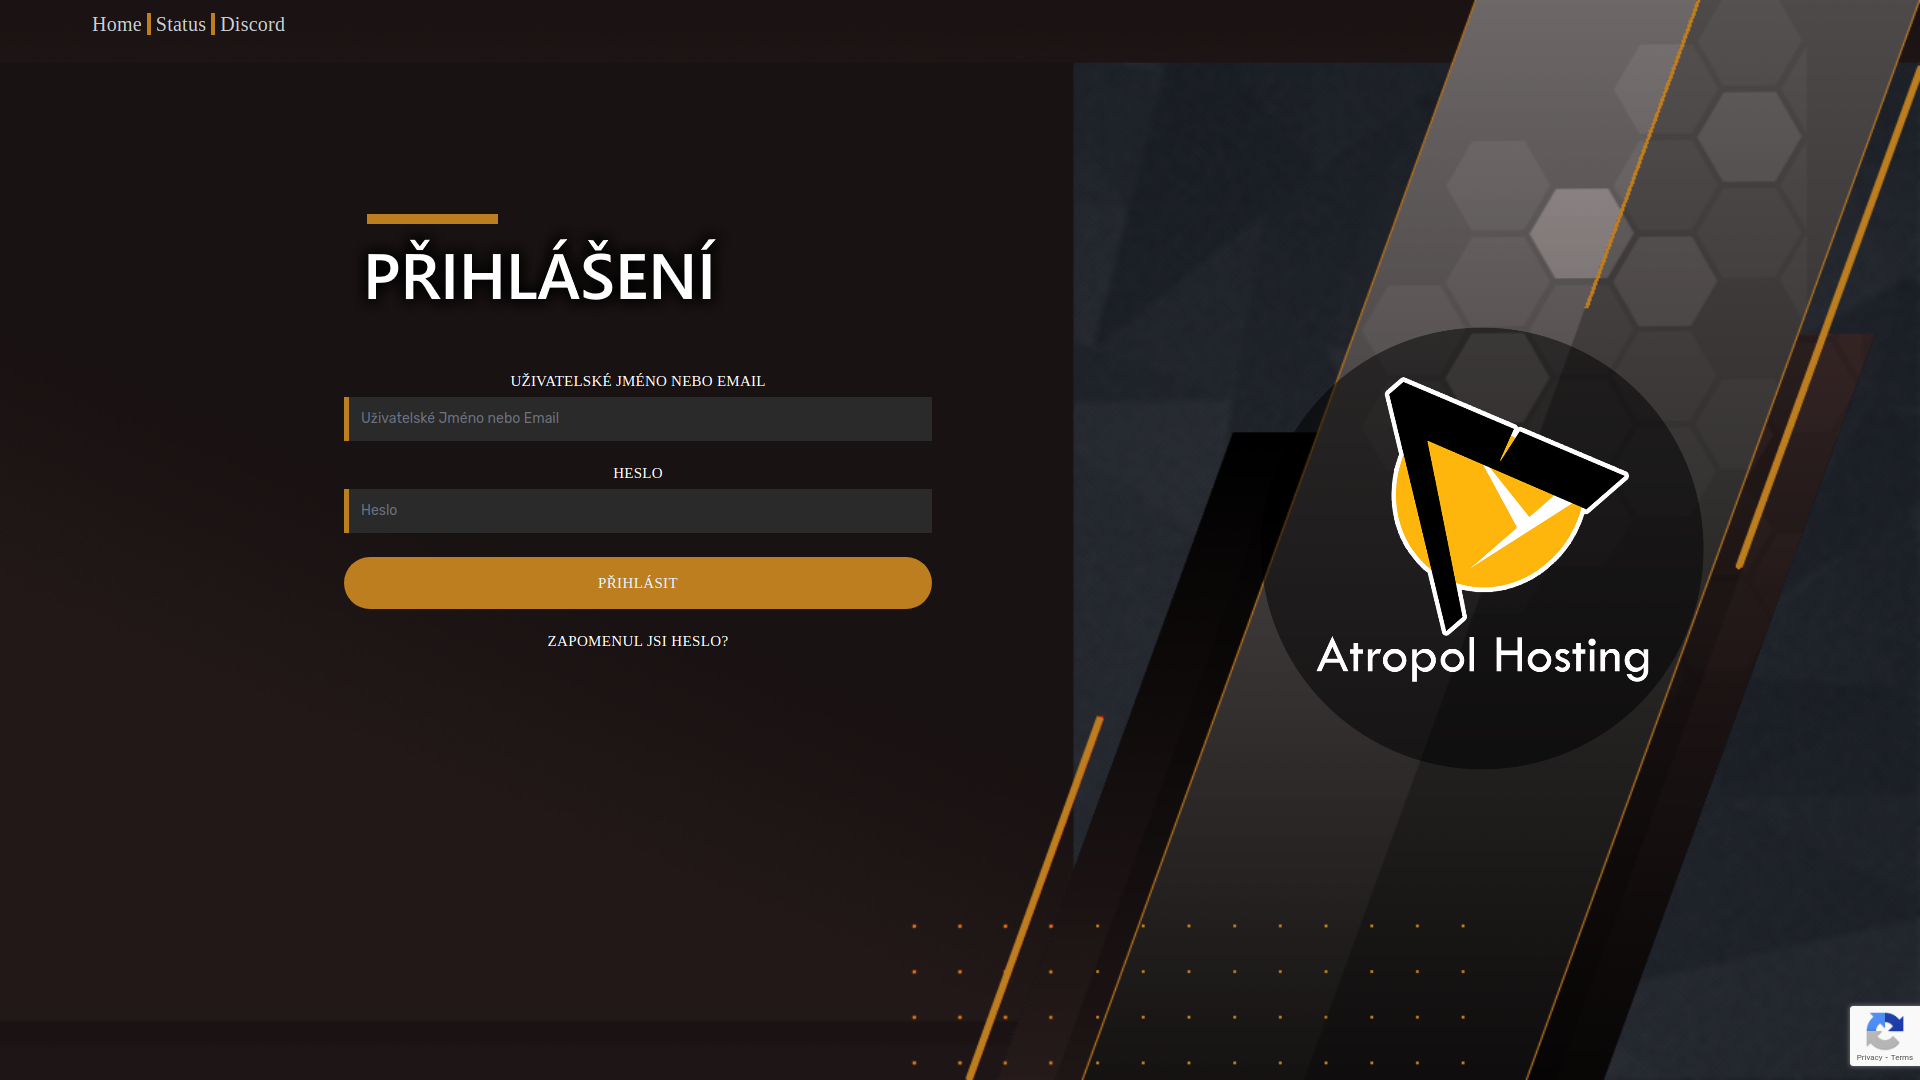 Home Status Discord
PŘIHLÁŠENÍ
UŽIVATELSKÉ JMÉNO NEBO EMAIL
Uživatelské Jméno nebo Email
HESLO
Heslo
PŘIHLÁSIT
ZAPOMENUL JSI HESLO?
Atropol Hosting
Privacy - Terms